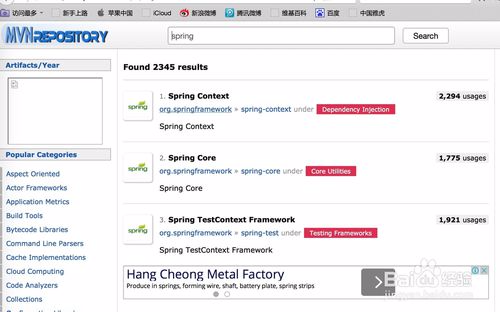 访问最多 新手上路 苹果中国 iCloud 新浪微博 腾讯微博 维基百科 百度 中国雅虎
MVNREPOSITORY
spring
Search
Artifacts/Year
Popular Categories
Aspect Oriented
Actor Frameworks
Application Metrics
Build Tools
Bytecode Libraries
Command Line Parsers
Cache Implementations
Cloud Computing
Code Analyzers
Collections
Found 2345 results
spring
1. Spring Context
2,294 usages
org.springframework » spring-context under Dependency Injection
Spring Context
spring
2. Spring Core
1,775 usages
org.springframework » spring-core under Core Utilities
Spring Core
spring
3. Spring TestContext Framework
1,921 usages
org.springframework » spring-test under Testing Frameworks
Spring TestContext Framework
Hang Cheong Metal Factory
Produce in springs, forming wire, shaft, battery plate, spring strips
Baidu 经验